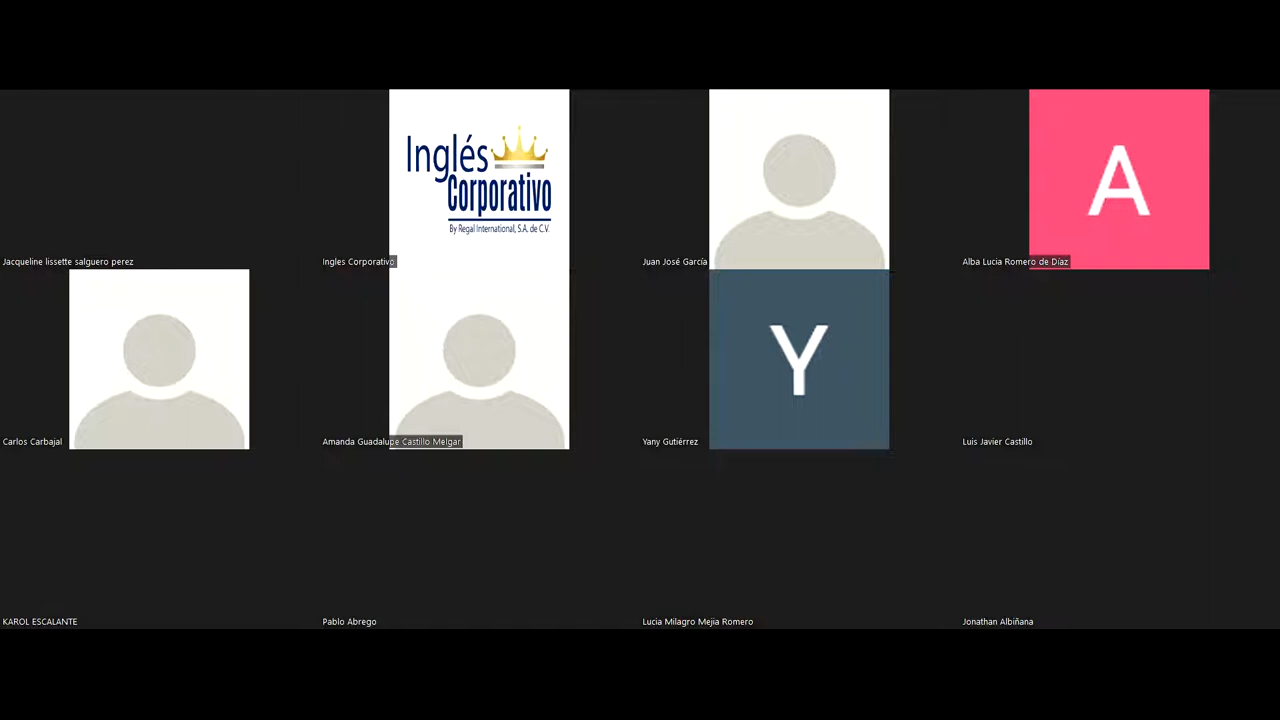 Inglés
Corporativo
By Regal International, S.A. de C.V.
A
Jacqueline lissette salguero perez
Ingles Corporativo
Juan José García
Alba Lucia Romero de Díaz
Y
Carlos Carbajal
Amanda Guadalupe Castillo Melgar
Yany Gutiérrez
Luis Javier Castillo
KAROL ESCALANTE
Pablo Abrego
Lucia Milagro Mejia Romero
Jonathan Albiñana